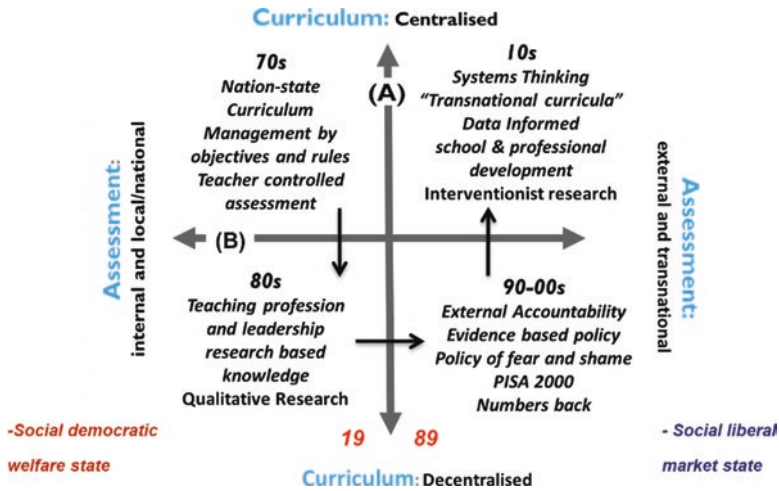 Curriculum: Centralised
70s
Nation-state
Curriculum
Management by
objectives and rules
Teacher controlled
assessment
(A)
10s
Systems Thinking
“Transnational curricula”
Data Informed
school & professional
development
Interventionist research
Assessment:
internal and local/national
(B)
Assessment:
external and transnational
80s
Teaching profession
and leadership
research based
knowledge
Qualitative Research
90-00s
External Accountability
Evidence based policy
Policy of fear and shame
PISA 2000
Numbers back
-Social democratic
welfare state
19 89
- Social liberal
market state
Curriculum: Decentralised